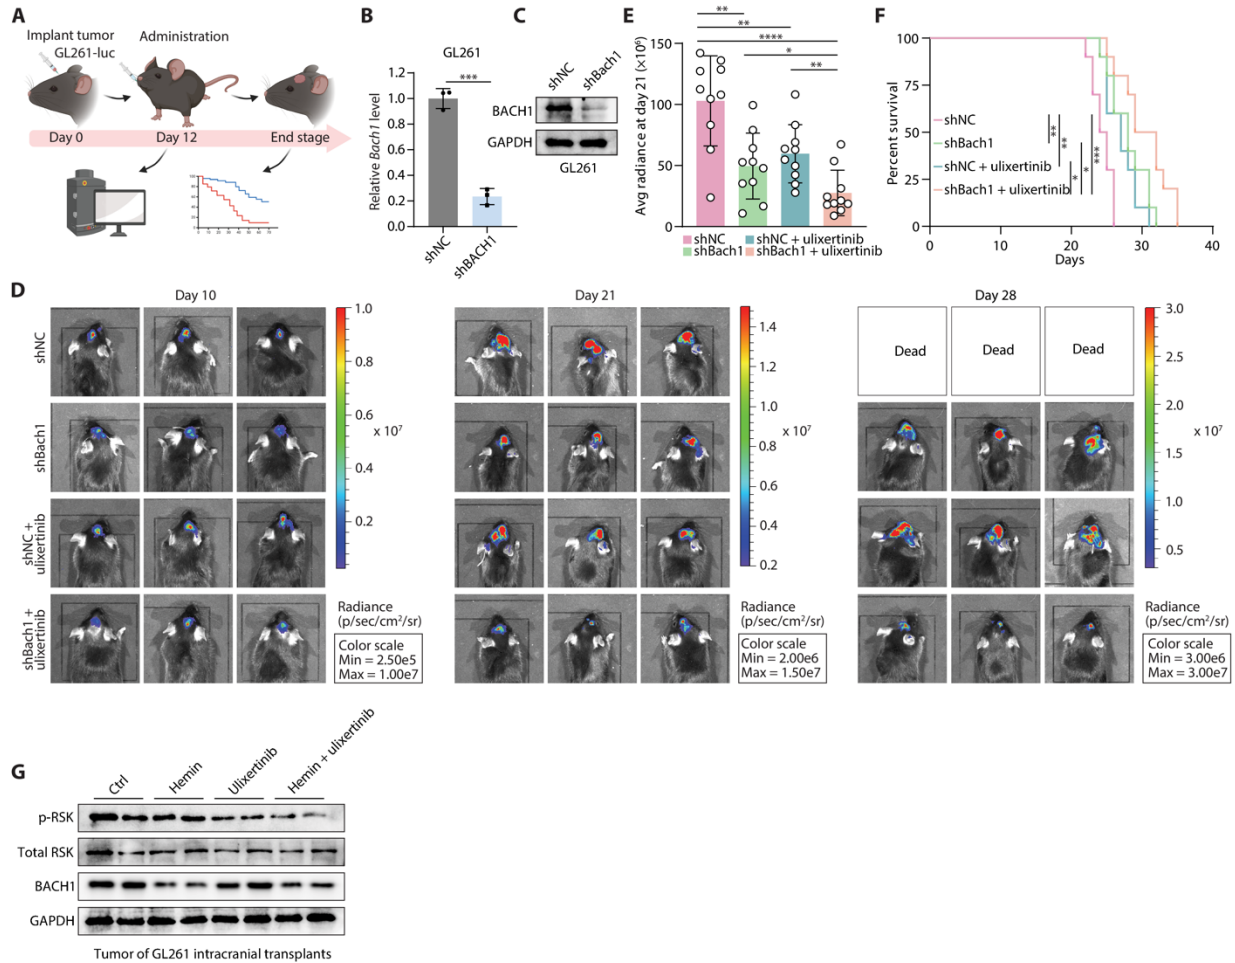 A
Implant tumor
GL261-luc
Administration
Day 0
Day 12
End stage
B
GL261
***
Relative Bach1 level
1.2
1.0
0.8
0.6
0.4
0.2
0.0
shNC
shBACH1
C
shNC
shBach1
BACH1
GAPDH
GL261
E
**
**
****
*
**
Avg radiance at day 21 (×10⁶)
150
100
50
0
shNC
shNC + ulixertinib
shBach1
shBach1 + ulixertinib
F
Percent survival
100
75
50
25
0
shNC
shBach1
shNC + ulixertinib
shBach1 + ulixertinib
**
**
*
*
***
0
10
20
30
40
Days
D
Day 10
Day 21
Day 28
shNC
shBach1
shNC +
ulixertinib
shBach1 +
ulixertinib
1.0
0.8
0.6
0.4
0.2
x 10⁷
Radiance
(p/sec/cm²/sr)
Color scale
Min = 2.50e5
Max = 1.00e7
1.4
1.2
1.0
0.8
0.6
0.4
0.2
x 10⁷
Radiance
(p/sec/cm²/sr)
Color scale
Min = 2.00e6
Max = 1.50e7
Dead
Dead
Dead
3.0
2.5
2.0
1.5
1.0
0.5
x 10⁷
Radiance
(p/sec/cm²/sr)
Color scale
Min = 3.00e6
Max = 3.00e7
G
Ctrl
Hemin
Ulixertinib
Hemin + ulixertinib
p-RSK
Total RSK
BACH1
GAPDH
Tumor of GL261 intracranial transplants